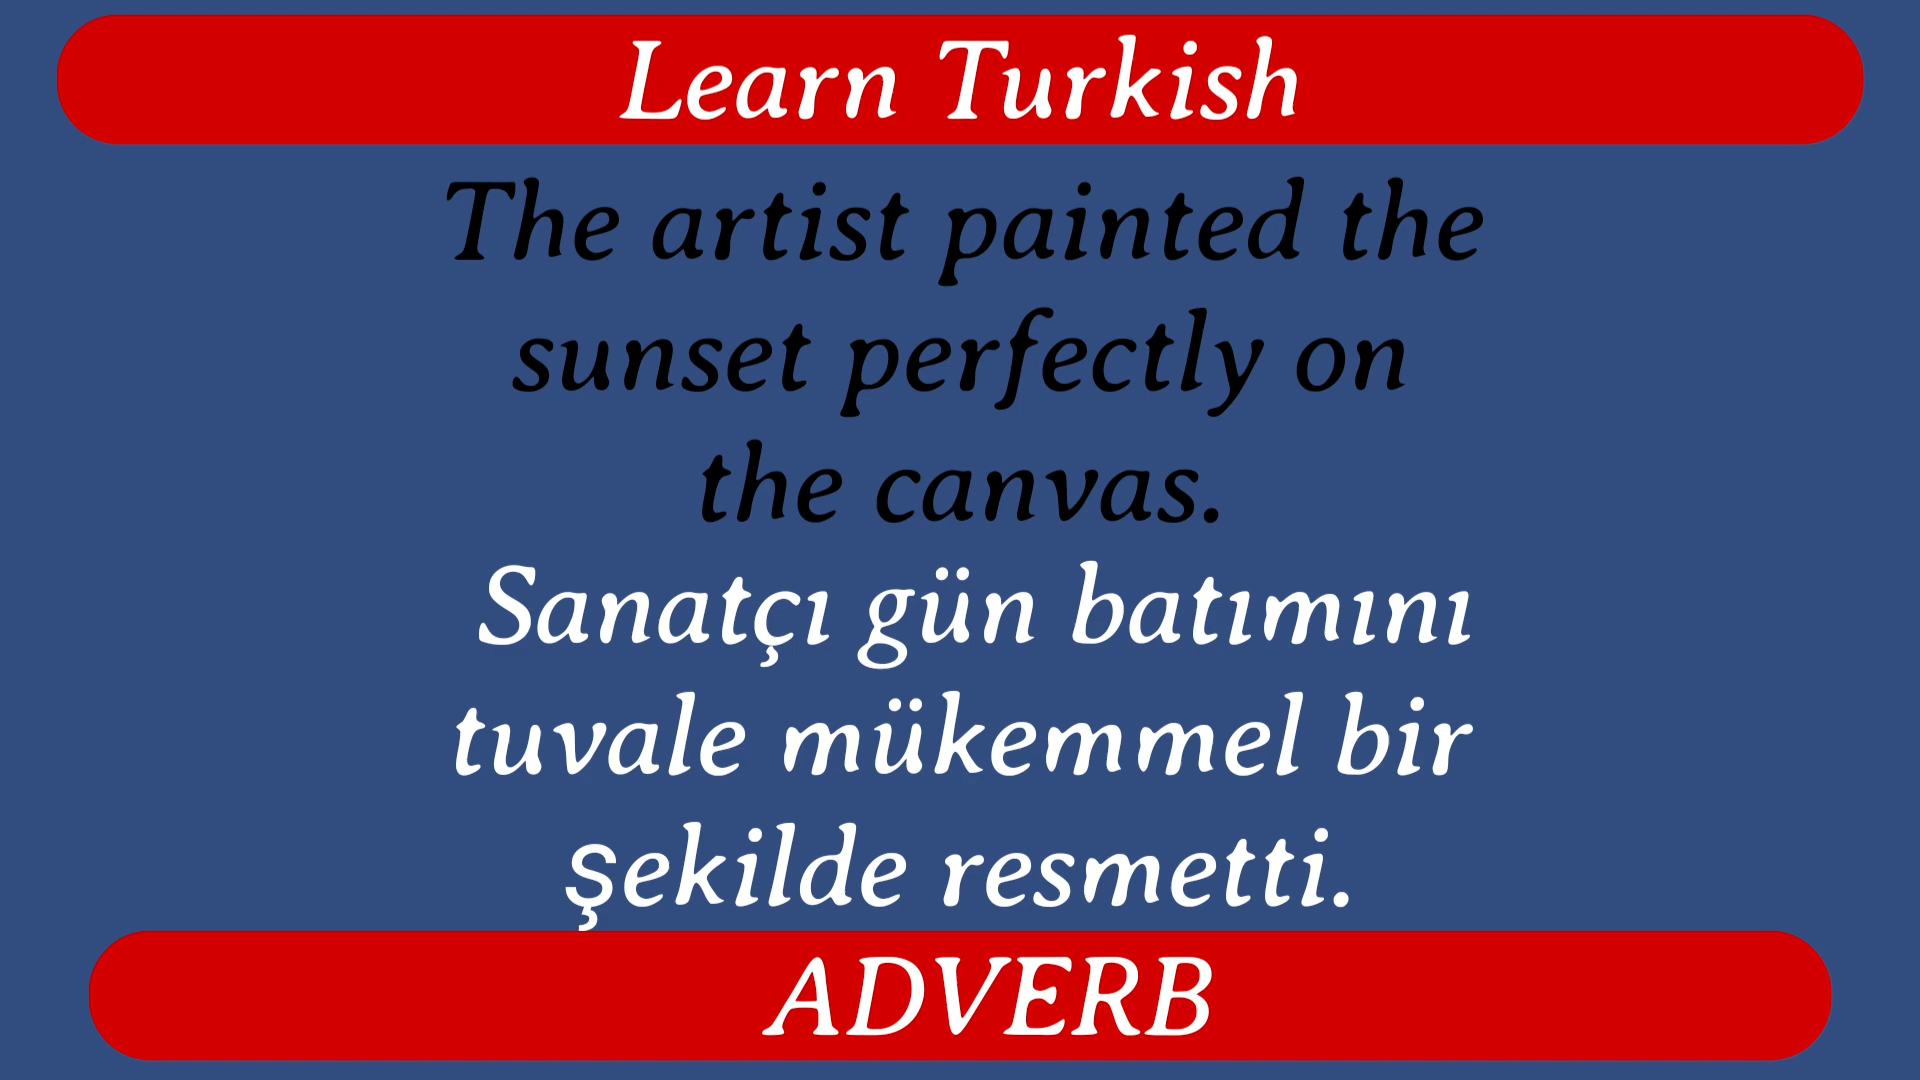 Learn Turkish
The artist painted the
sunset perfectly on
the canvas.
Sanatçı gün batımını
tuvale mükemmel bir
şekilde resmetti.
ADVERB